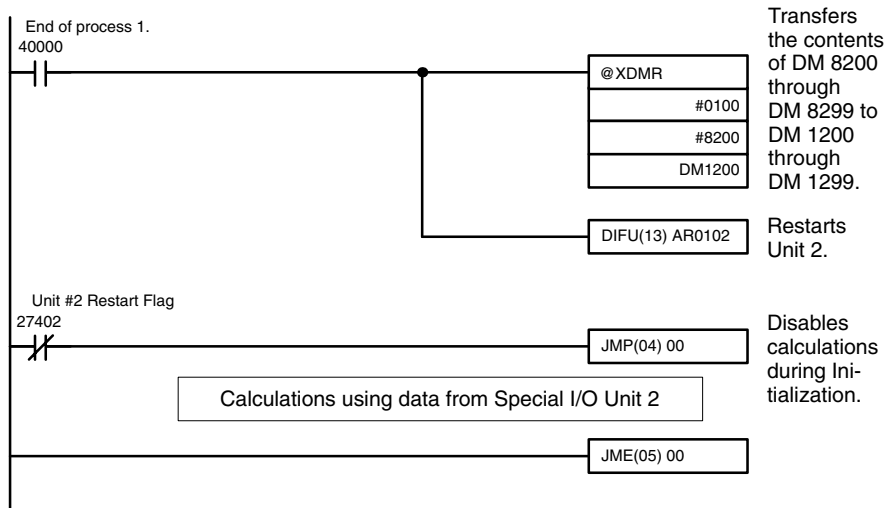 End of process 1.
40000
@XDMR
#0100
#8200
DM1200
Transfers
the contents
of DM 8200
through
DM 8299 to
DM 1200
through
DM 1299.
DIFU(13) AR0102
Restarts
Unit 2.
Unit #2 Restart Flag
27402
JMP(04) 00
Disables
calculations
during Ini-
tialization.
Calculations using data from Special I/O Unit 2
JME(05) 00